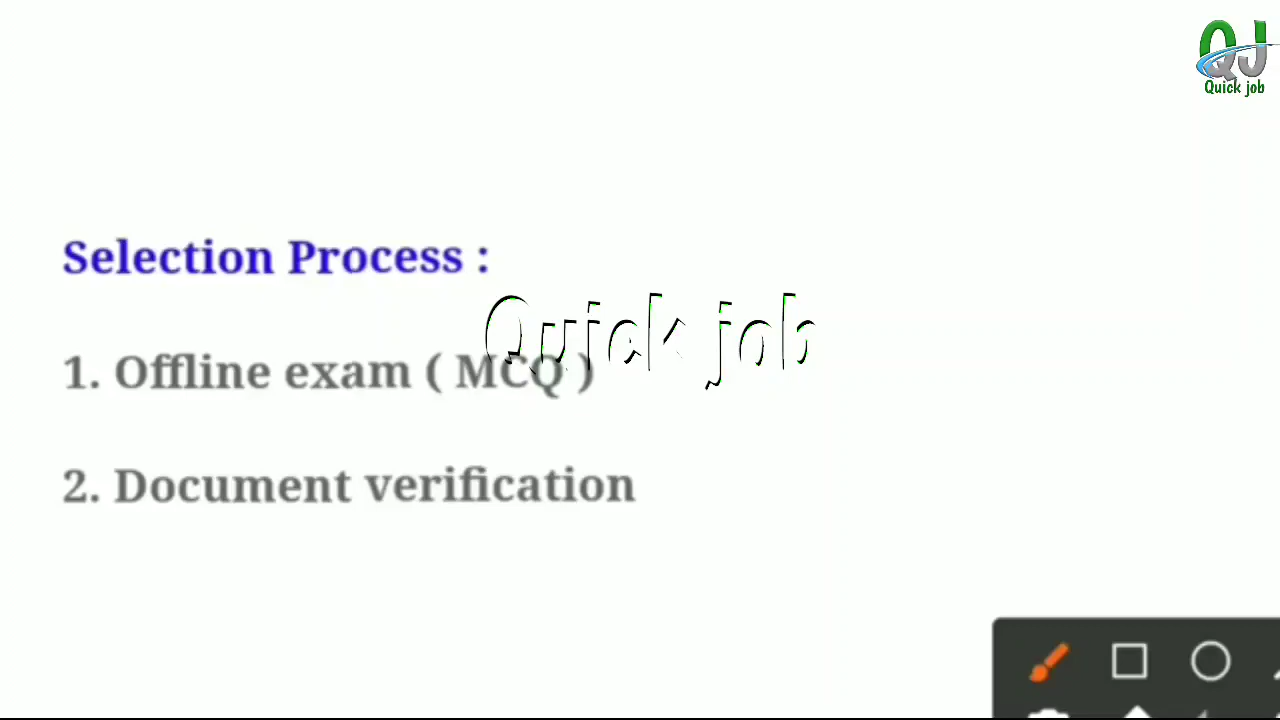 QJ
Quick job
Selection Process :
Quick job
1. Offline exam ( MCQ )
2. Document verification